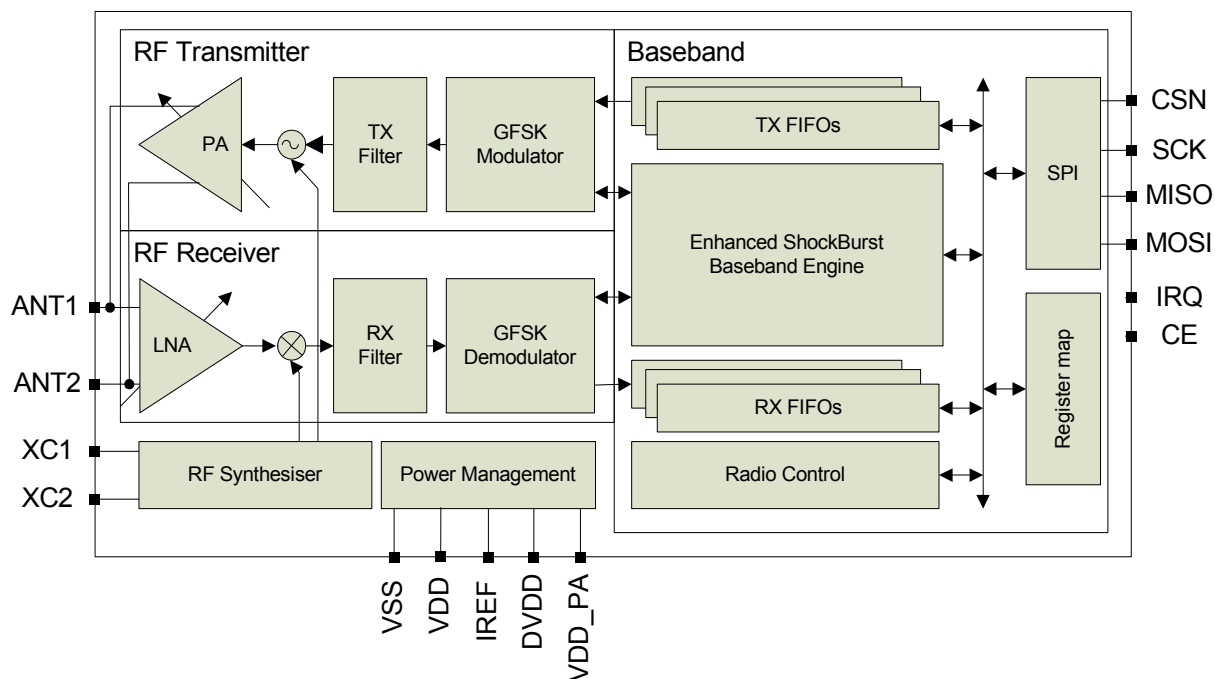 RF Transmitter
Baseband
PA
TX
Filter
GFSK
Modulator
TX FIFOs
Enhanced ShockBurst
Baseband Engine
SPI
CSN
SCK
MISO
MOSI
IRQ
CE
RF Receiver
ANT1
ANT2
LNA
RX
Filter
GFSK
Demodulator
RX FIFOs
Register map
XC1
XC2
RF Synthesiser
Power Management
Radio Control
VSS
VDD
IREF
DVDD
VDD_PA